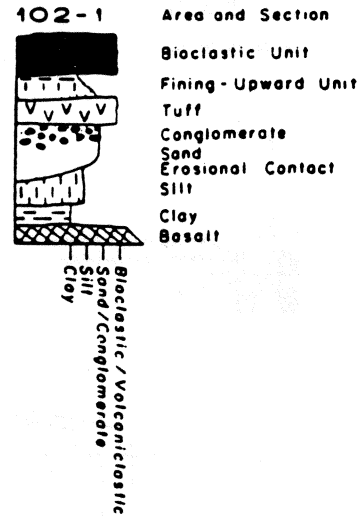 102-1 Area and Section
Bioclastic Unit
Fining-Upward Unit
Tuff
Conglomerate
Sand
Erosional Contact
Silt
Clay
Basalt
Clay
Silt
Sand/Conglomerate
Bioclastic/Volcaniclastic